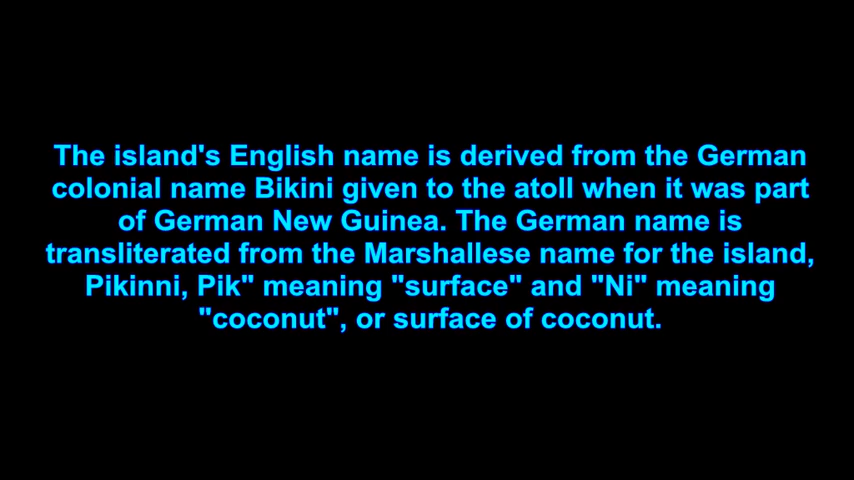 The island's English name is derived from the German
colonial name Bikini given to the atoll when it was part
of German New Guinea. The German name is
transliterated from the Marshallese name for the island,
Pikinni, Pik" meaning "surface" and "Ni" meaning
"coconut", or surface of coconut.